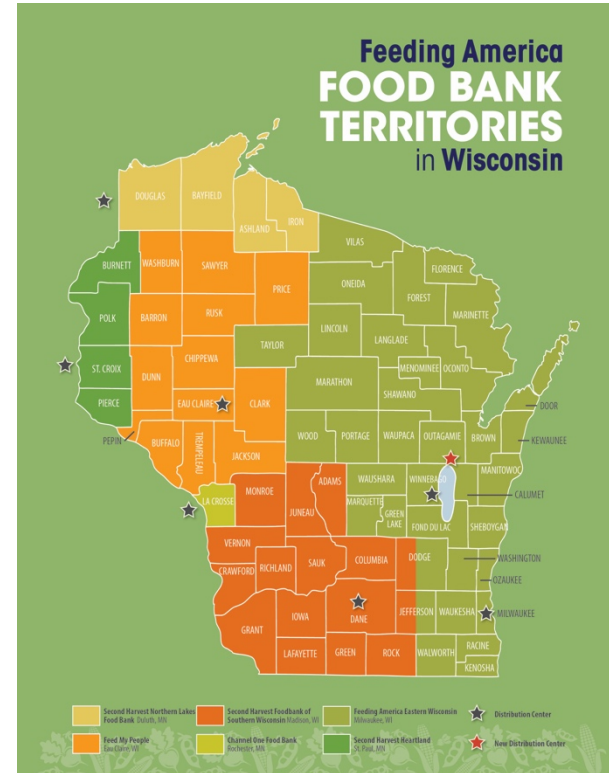 Feeding America
FOOD BANK
TERRITORIES
in Wisconsin
DOUGLAS
BAYFIELD
ASHLAND
IRON
VILAS
BURNETT
WASHBURN
SAWYER
PRICE
ONEIDA
FLORENCE
FOREST
MARINETTE
POLK
BARRON
RUSK
LINCOLN
LANGLADE
TAYLOR
ST. CROIX
DUNN
CHIPPEWA
MENOMINEE
OCONTO
MARATHON
SHAWANO
PIERCE
EAU CLAIRE
CLARK
DOOR
PEPIN
BUFFALO
TREMPELEAU
JACKSON
WOOD
PORTAGE
WAUPACA
OUTAGAMIE
BROWN
KEWAUNEE
LA CROSSE
MONROE
JUNEAU
ADAMS
WAUSHARA
MARQUETTE
GREEN
LAKE
WINNEBAGO
MANITOWOC
CALUMET
FOND DU LAC
SHEBOYGAN
VERNON
CRAWFORD
RICHLAND
SAUK
COLUMBIA
DODGE
WASHINGTON
OZAUKEE
GRANT
IOWA
DANE
JEFFERSON
WAUKESHA
MILWAUKEE
LAFAYETTE
GREEN
ROCK
WALWORTH
RACINE
KENOSHA
Second Harvest Northern Lakes
Food Bank Duluth, MN
Second Harvest Foodbank of
Southern Wisconsin Madison, WI
Feeding America Eastern Wisconsin
Milwaukee, WI
Distribution Center
Feed My People
Eau Claire, WI
Channel One Food Bank
Rochester, MN
Second Harvest Heartland
St. Paul, MN
New Distribution Center